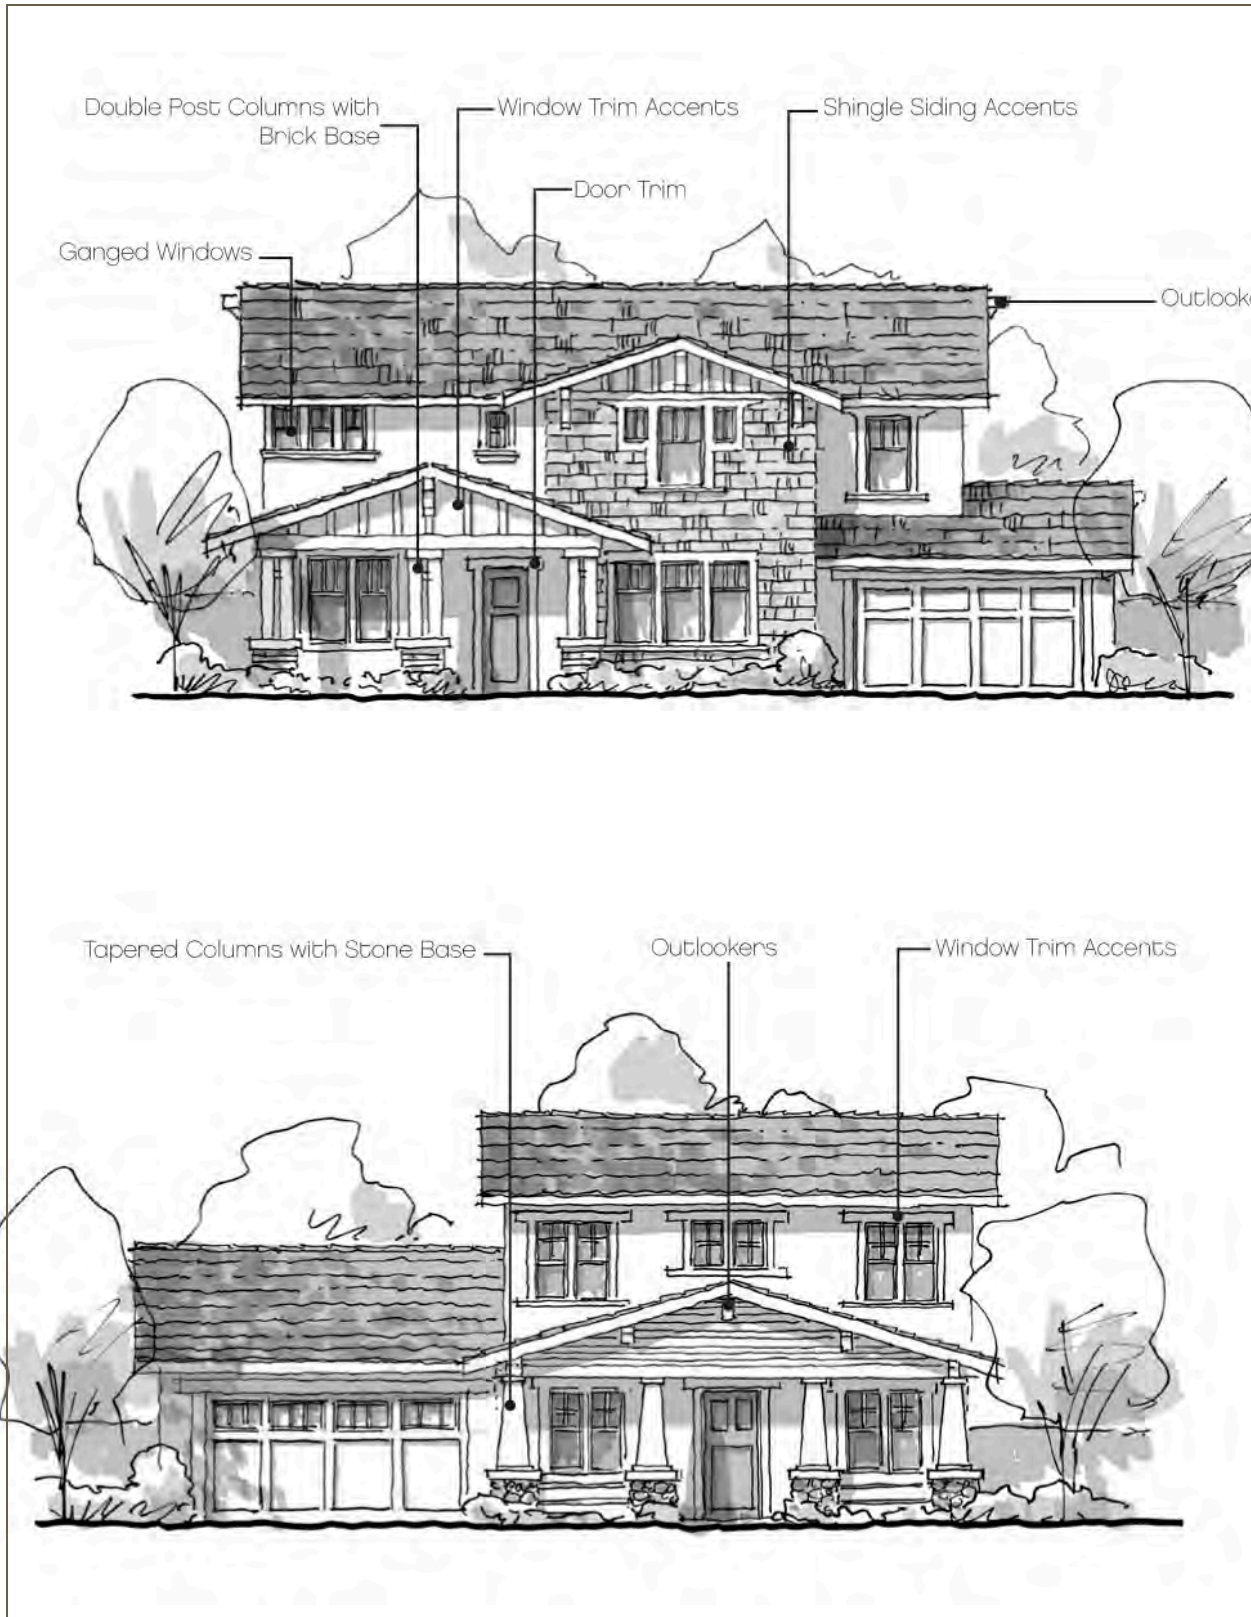 Double Post Columns with
Brick Base
Window Trim Accents
Shingle Siding Accents
Door Trim
Ganged Windows
Outlooke
Tapered Columns with Stone Base
Outlookers
Window Trim Accents